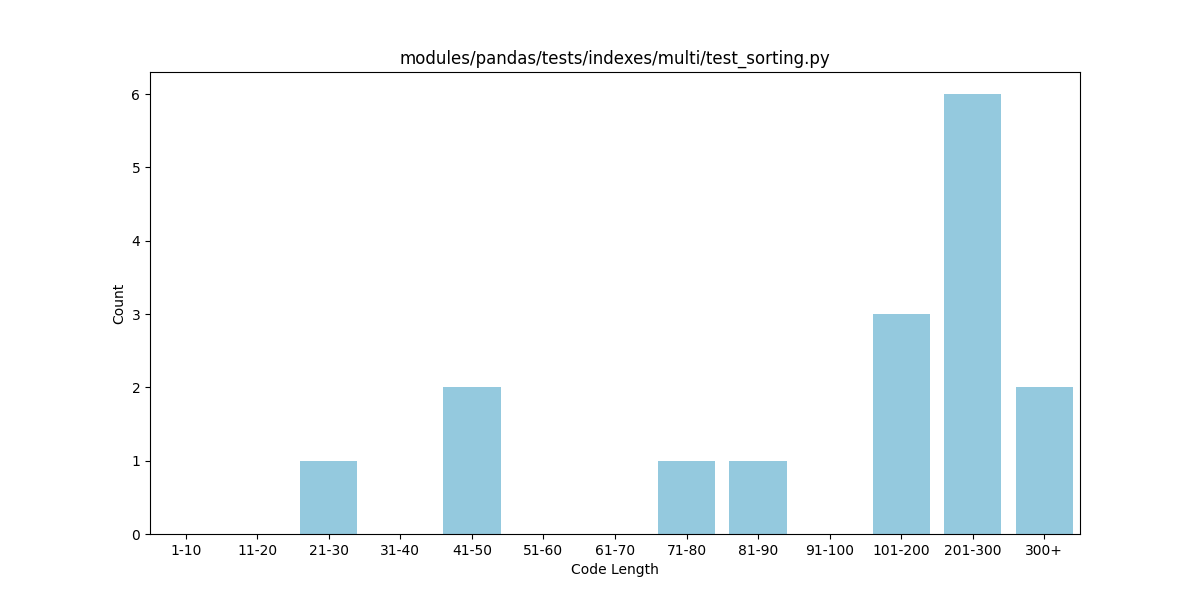 modules/pandas/tests/indexes/multi/test_sorting.py
6
5
4
3
2
1
0
Count
1-10 11-20 21-30 31-40 41-50 51-60 61-70 71-80 81-90 91-100 101-200 201-300 300+
Code Length